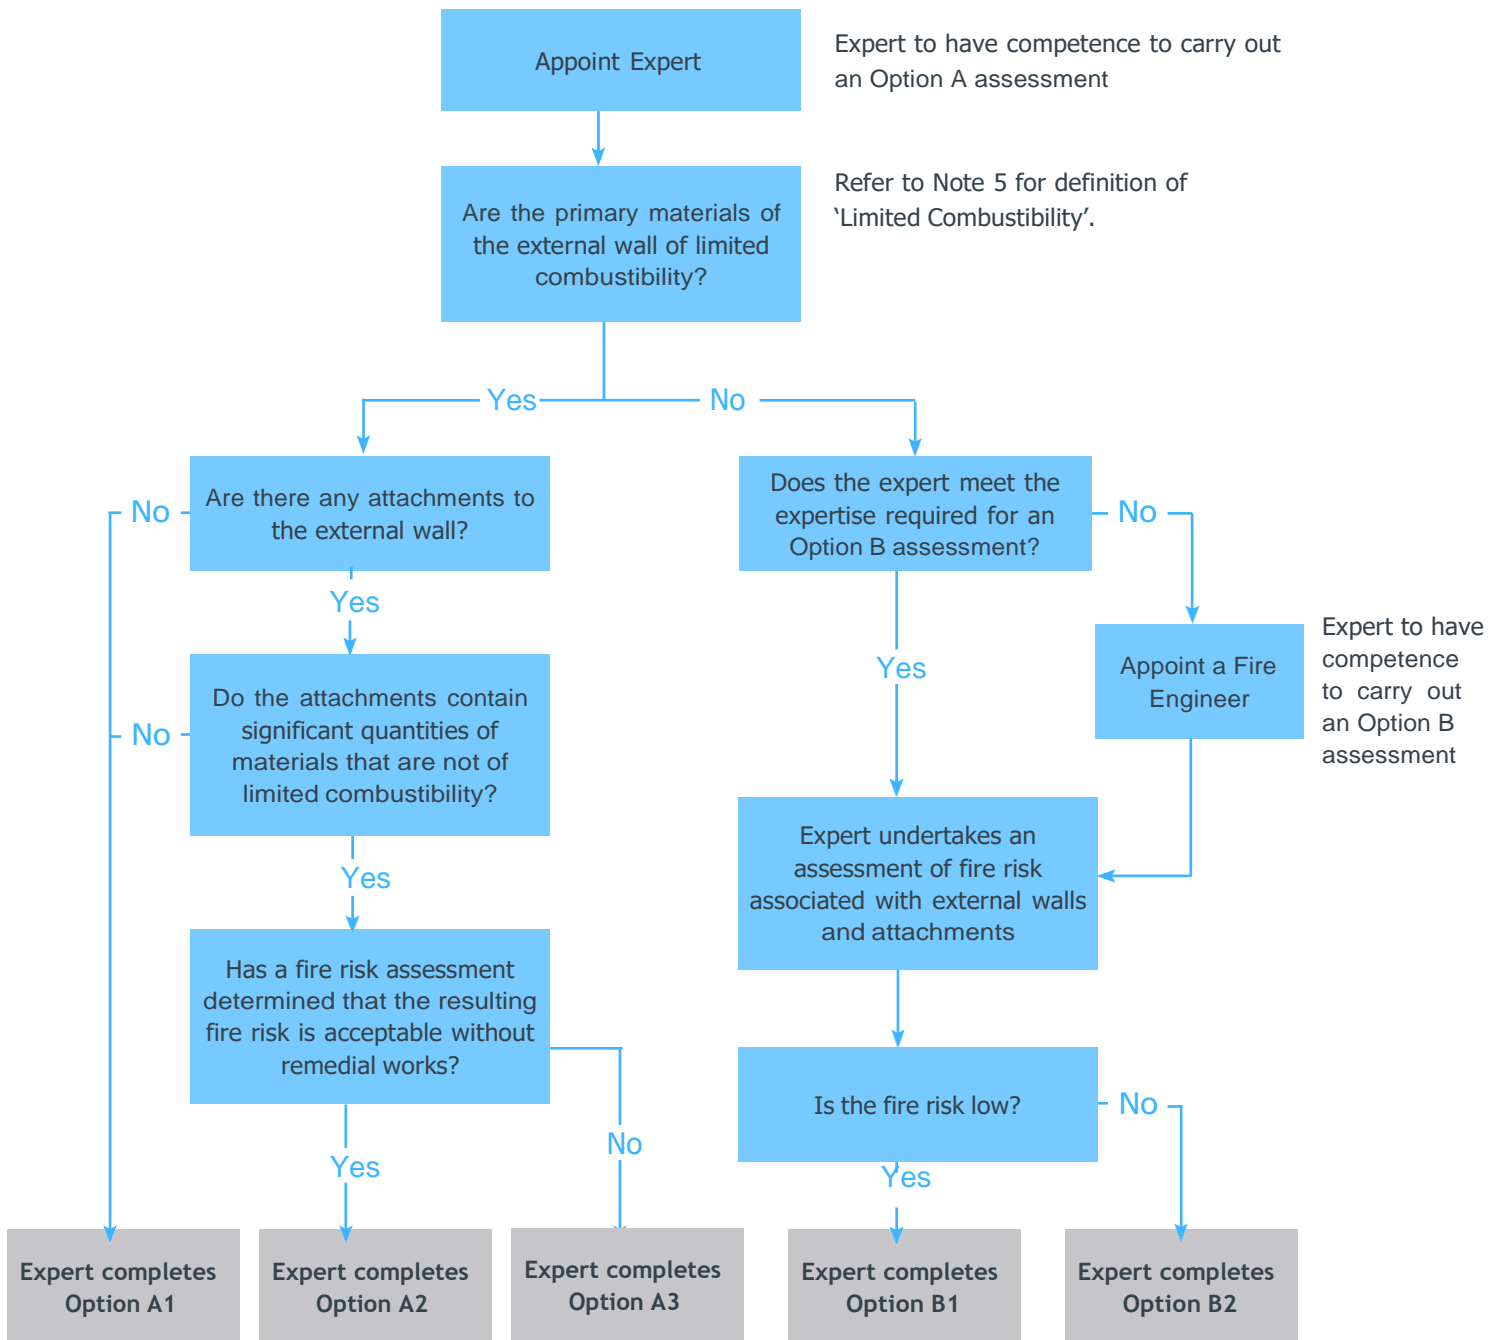 Appoint Expert
Expert to have competence to carry out
an Option A assessment
Are the primary materials of
the external wall of limited
combustibility?
Refer to Note 5 for definition of
‘Limited Combustibility’.
Yes
No
Are there any attachments to
the external wall?
No
Does the expert meet the
expertise required for an
Option B assessment?
No
Yes
Do the attachments contain
significant quantities of
materials that are not of
limited combustibility?
No
Yes
Appoint a Fire
Engineer
Expert to have
competence
to carry out
an Option B
assessment
Yes
Expert undertakes an
assessment of fire risk
associated with external walls
and attachments
Has a fire risk assessment
determined that the resulting
fire risk is acceptable without
remedial works?
Is the fire risk low?
No
Yes
No
Yes
Expert completes
Option A1
Expert completes
Option A2
Expert completes
Option A3
Expert completes
Option B1
Expert completes
Option B2